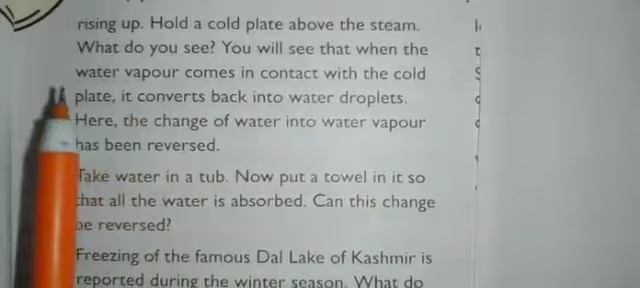 rising up. Hold a cold plate above the steam.
What do you see? You will see that when the
water vapour comes in contact with the cold
plate, it converts back into water droplets.
Here, the change of water into water vapour
has been reversed.
Take water in a tub. Now put a towel in it so
that all the water is absorbed. Can this change
be reversed?
Freezing of the famous Dal Lake of Kashmir is
reported during the winter season. What do